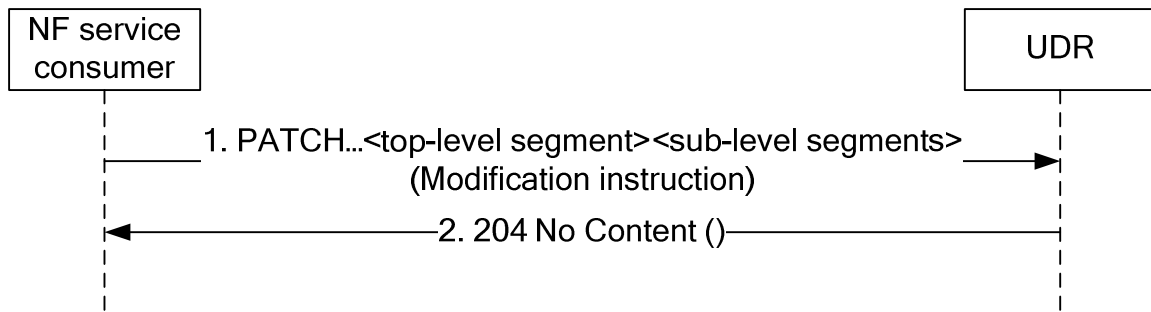 NF service
consumer
UDR
1. PATCH...<top-level segment><sub-level segments>
(Modification instruction)
2. 204 No Content ()